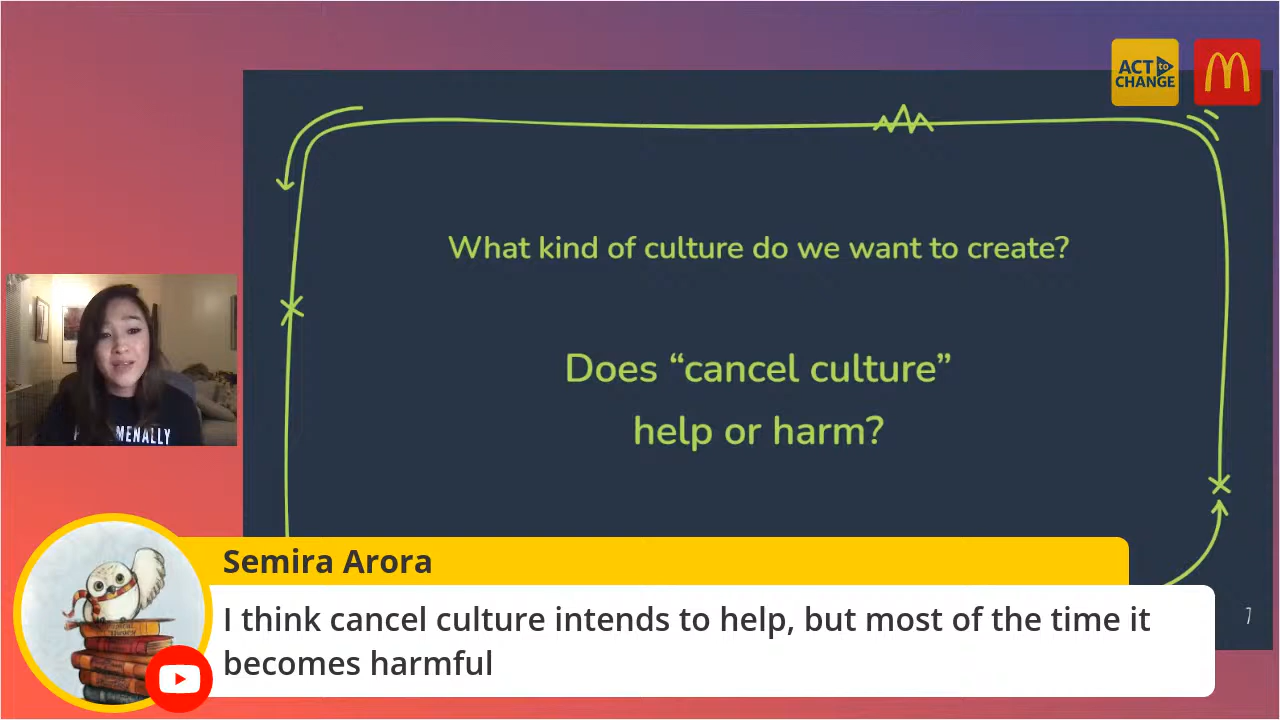 ACT to
CHANGE
What kind of culture do we want to create?
Does “cancel culture”
help or harm?
MENALLY
Semira Arora
I think cancel culture intends to help, but most of the time it
becomes harmful
7